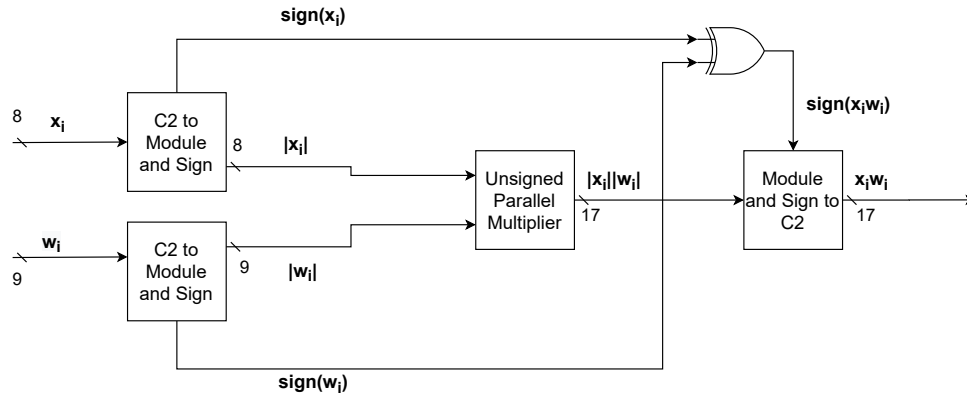 sign(xᵢ)
8
xᵢ
C2 to
Module
and Sign
8
|xᵢ|
sign(xᵢwᵢ)
Unsigned
Parallel
Multiplier
|xᵢ||wᵢ|
17
Module
and Sign to
C2
xᵢwᵢ
17
wᵢ
9
C2 to
Module
and Sign
9
|wᵢ|
sign(wᵢ)